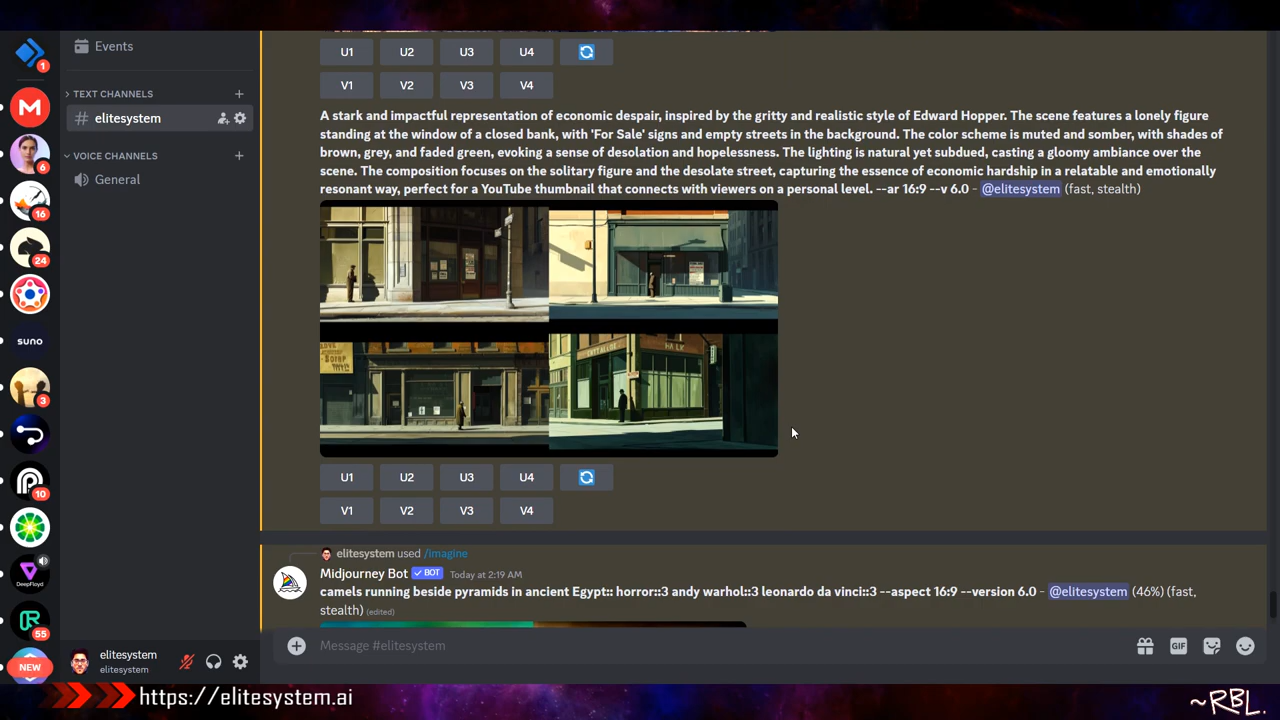 Events
U1 U2 U3 U4
V1 V2 V3 V4
TEXT CHANNELS
# elitesystem
VOICE CHANNELS
General
A stark and impactful representation of economic despair, inspired by the gritty and realistic style of Edward Hopper. The scene features a lonely figure
standing at the window of a closed bank, with 'For Sale' signs and empty streets in the background. The color scheme is muted and somber, with shades of
brown, grey, and faded green, evoking a sense of desolation and hopelessness. The lighting is natural yet subdued, casting a gloomy ambiance over the
scene. The composition focuses on the solitary figure and the desolate street, capturing the essence of economic hardship in a relatable and emotionally
resonant way, perfect for a YouTube thumbnail that connects with viewers on a personal level. --ar 16:9 --v 6.0 - @elitesystem (fast, stealth)
U1 U2 U3 U4
V1 V2 V3 V4
elitesystem used /imagine
Midjourney Bot ✓ BOT Today at 2:19 AM
camels running beside pyramids in ancient Egypt:: horror::3 andy warhol::3 leonardo da vinci::3 --aspect 16:9 --version 6.0 - @elitesystem (46%) (fast,
stealth) (edited)
Message #elitesystem
GIF
1
M
6
16
24
suno
3
10
DeepFloyd
55
NEW
elitesystem
elitesystem
https://elitesystem.ai
~RBL.